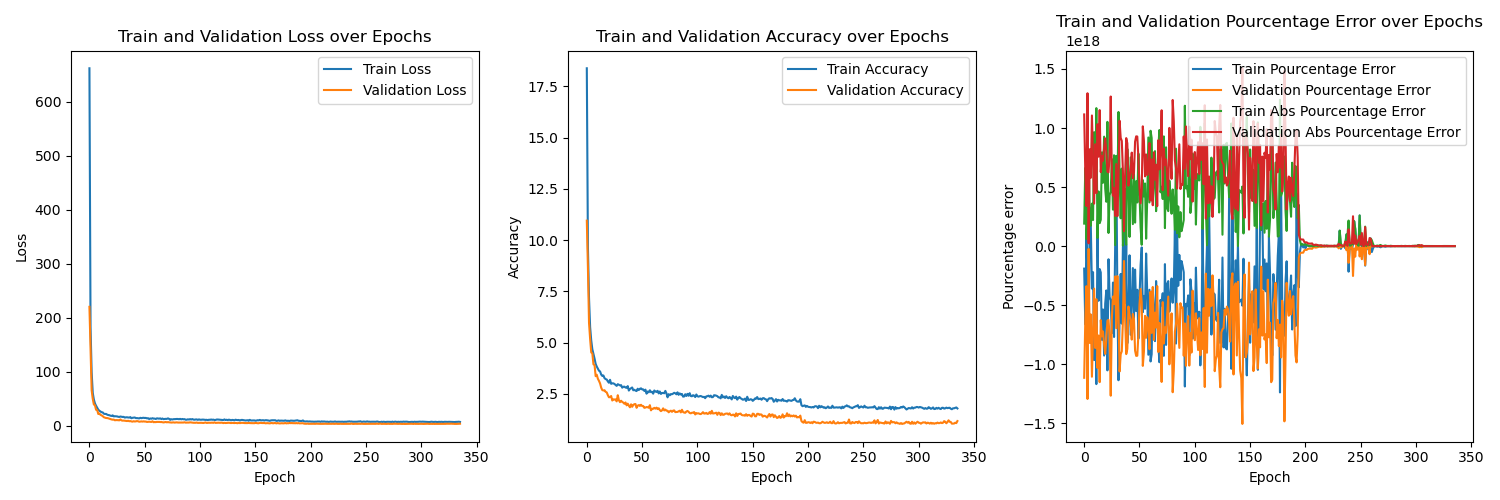 Train and Validation Loss over Epochs
Train Loss
Validation Loss
600
500
400
300
200
100
0
Loss
0 50 100 150 200 250 300 350
Epoch
Train and Validation Accuracy over Epochs
Train Accuracy
Validation Accuracy
17.5
15.0
12.5
10.0
7.5
5.0
2.5
Accuracy
0 50 100 150 200 250 300 350
Epoch
Train and Validation Pourcentage Error over Epochs
1e18
Train Pourcentage Error
Validation Pourcentage Error
Train Abs Pourcentage Error
Validation Abs Pourcentage Error
1.5
1.0
0.5
0.0
−0.5
−1.0
−1.5
Pourcentage error
0 50 100 150 200 250 300 350
Epoch